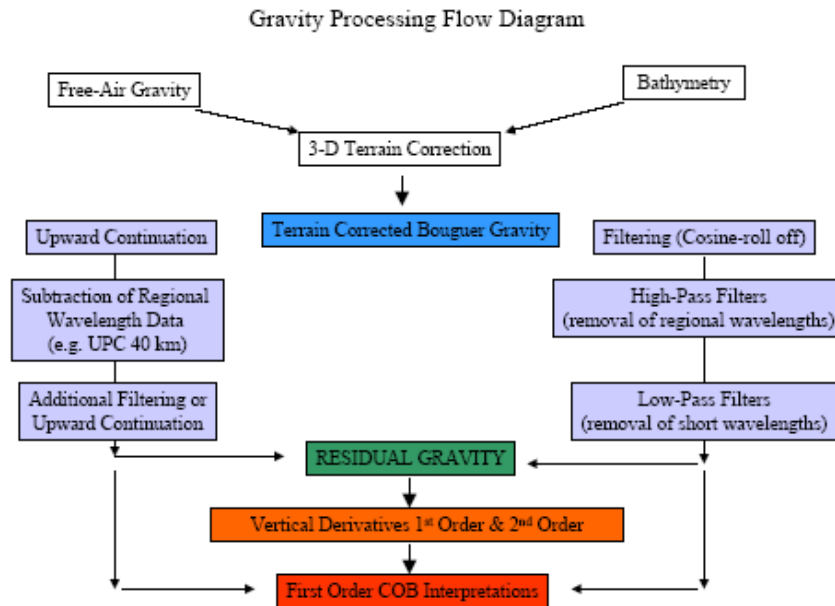 Gravity Processing Flow Diagram
Free-Air Gravity
Bathymetry
3-D Terrain Correction
Terrain Corrected Bouguer Gravity
Upward Continuation
Subtraction of Regional
Wavelength Data
(e.g. UPC 40 km)
Additional Filtering or
Upward Continuation
Filtering (Cosine-roll off)
High-Pass Filters
(removal of regional wavelengths)
Low-Pass Filters
(removal of short wavelengths)
RESIDUAL GRAVITY
Vertical Derivatives 1st Order & 2nd Order
First Order COB Interpretations